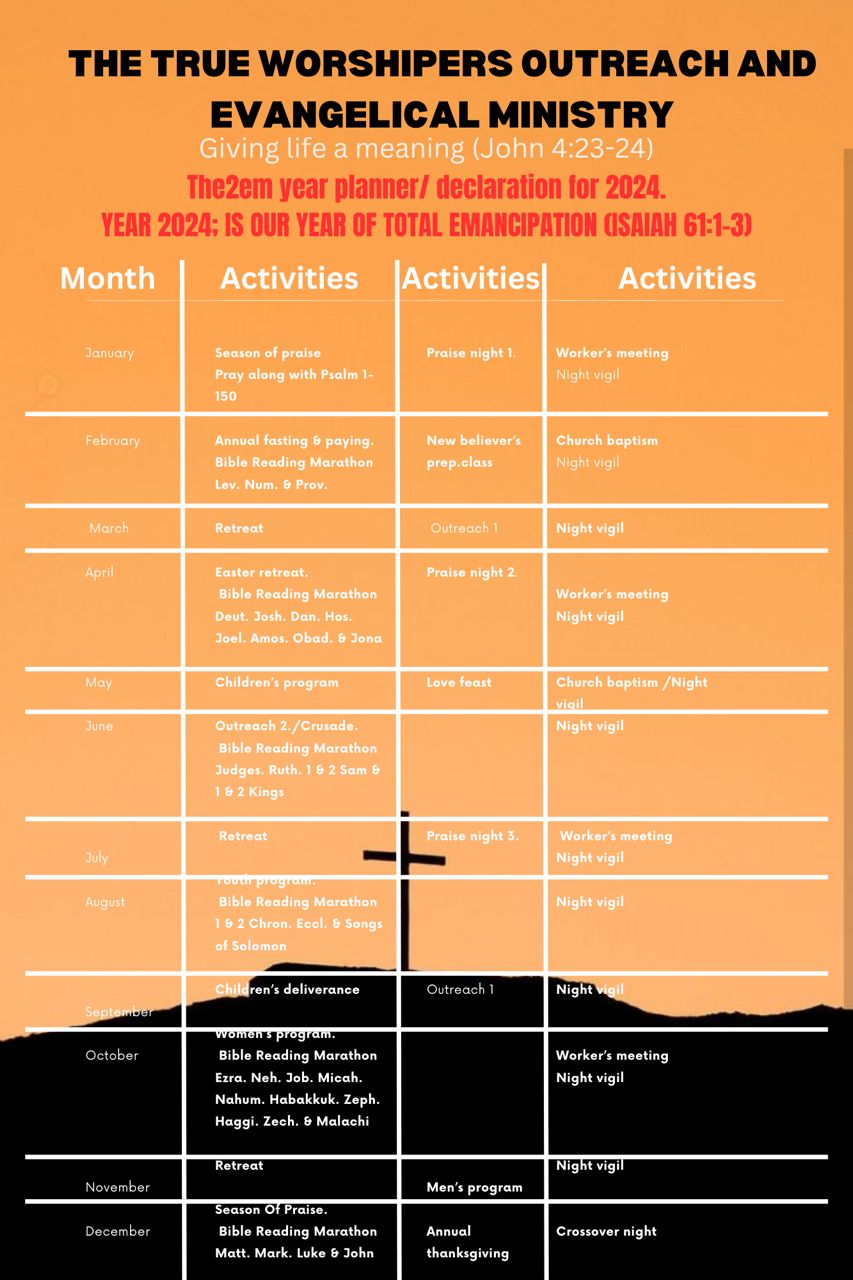 THE TRUE WORSHIPERS OUTREACH AND
EVANGELICAL MINISTRY
Giving life a meaning (John 4:23-24)
The2em year planner/ declaration for 2024.
YEAR 2024; IS OUR YEAR OF TOTAL EMANCIPATION (ISAIAH 61:1-3)
Month Activities Activities Activities
January
Season of praise
Pray along with Psalm 1-
150
Praise night 1.
Worker's meeting
Night vigil
February
Annual fasting & paying.
Bible Reading Marathon
Lev. Num. & Prov.
New believer's
prep.class
Church baptism
Night vigil
March
Retreat
Outreach 1
Night vigil
April
Easter retreat.
Bible Reading Marathon
Deut. Josh. Dan. Hos.
Joel. Amos. Obad. & Jona
Praise night 2.
Worker's meeting
Night vigil
May
Children's program
Love feast
Church baptism /Night
vigil
June
Outreach 2./Crusade.
Bible Reading Marathon
Judges. Ruth. 1 & 2 Sam &
1 & 2 Kings
Night vigil
July
Retreat
Praise night 3.
Worker's meeting
Night vigil
August
Youth program.
Bible Reading Marathon
1 & 2 Chron. Eccl. & Songs
of Solomon
Night vigil
September
Children's deliverance
Outreach 1
Night vigil
October
Women's program.
Bible Reading Marathon
Ezra. Neh. Job. Micah.
Nahum. Habakkuk. Zeph.
Haggi. Zech. & Malachi
Worker's meeting
Night vigil
November
Retreat
Men's program
Night vigil
December
Season Of Praise.
Bible Reading Marathon
Matt. Mark. Luke & John
Annual
thanksgiving
Crossover night